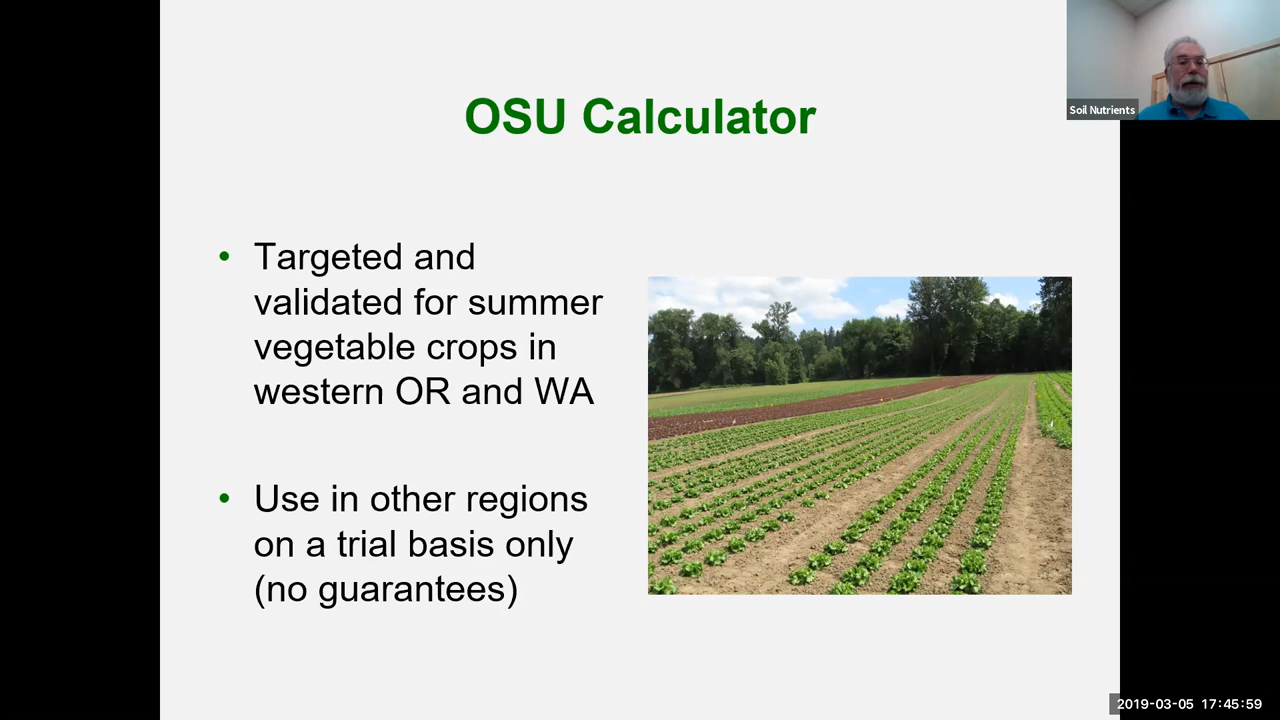 OSU Calculator
Soil Nutrients
• Targeted and
validated for summer
vegetable crops in
western OR and WA
• Use in other regions
on a trial basis only
(no guarantees)
2019-03-05 17:45:59